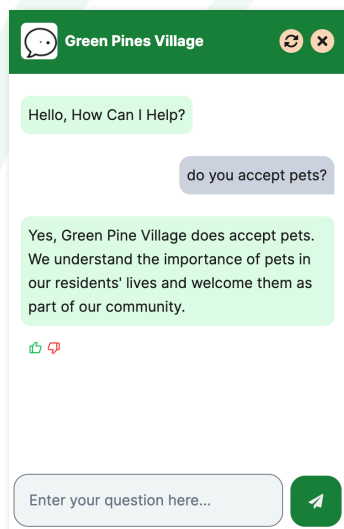 Green Pines Village
Hello, How Can I Help?
do you accept pets?
Yes, Green Pine Village does accept pets.
We understand the importance of pets in
our residents' lives and welcome them as
part of our community.
Enter your question here...